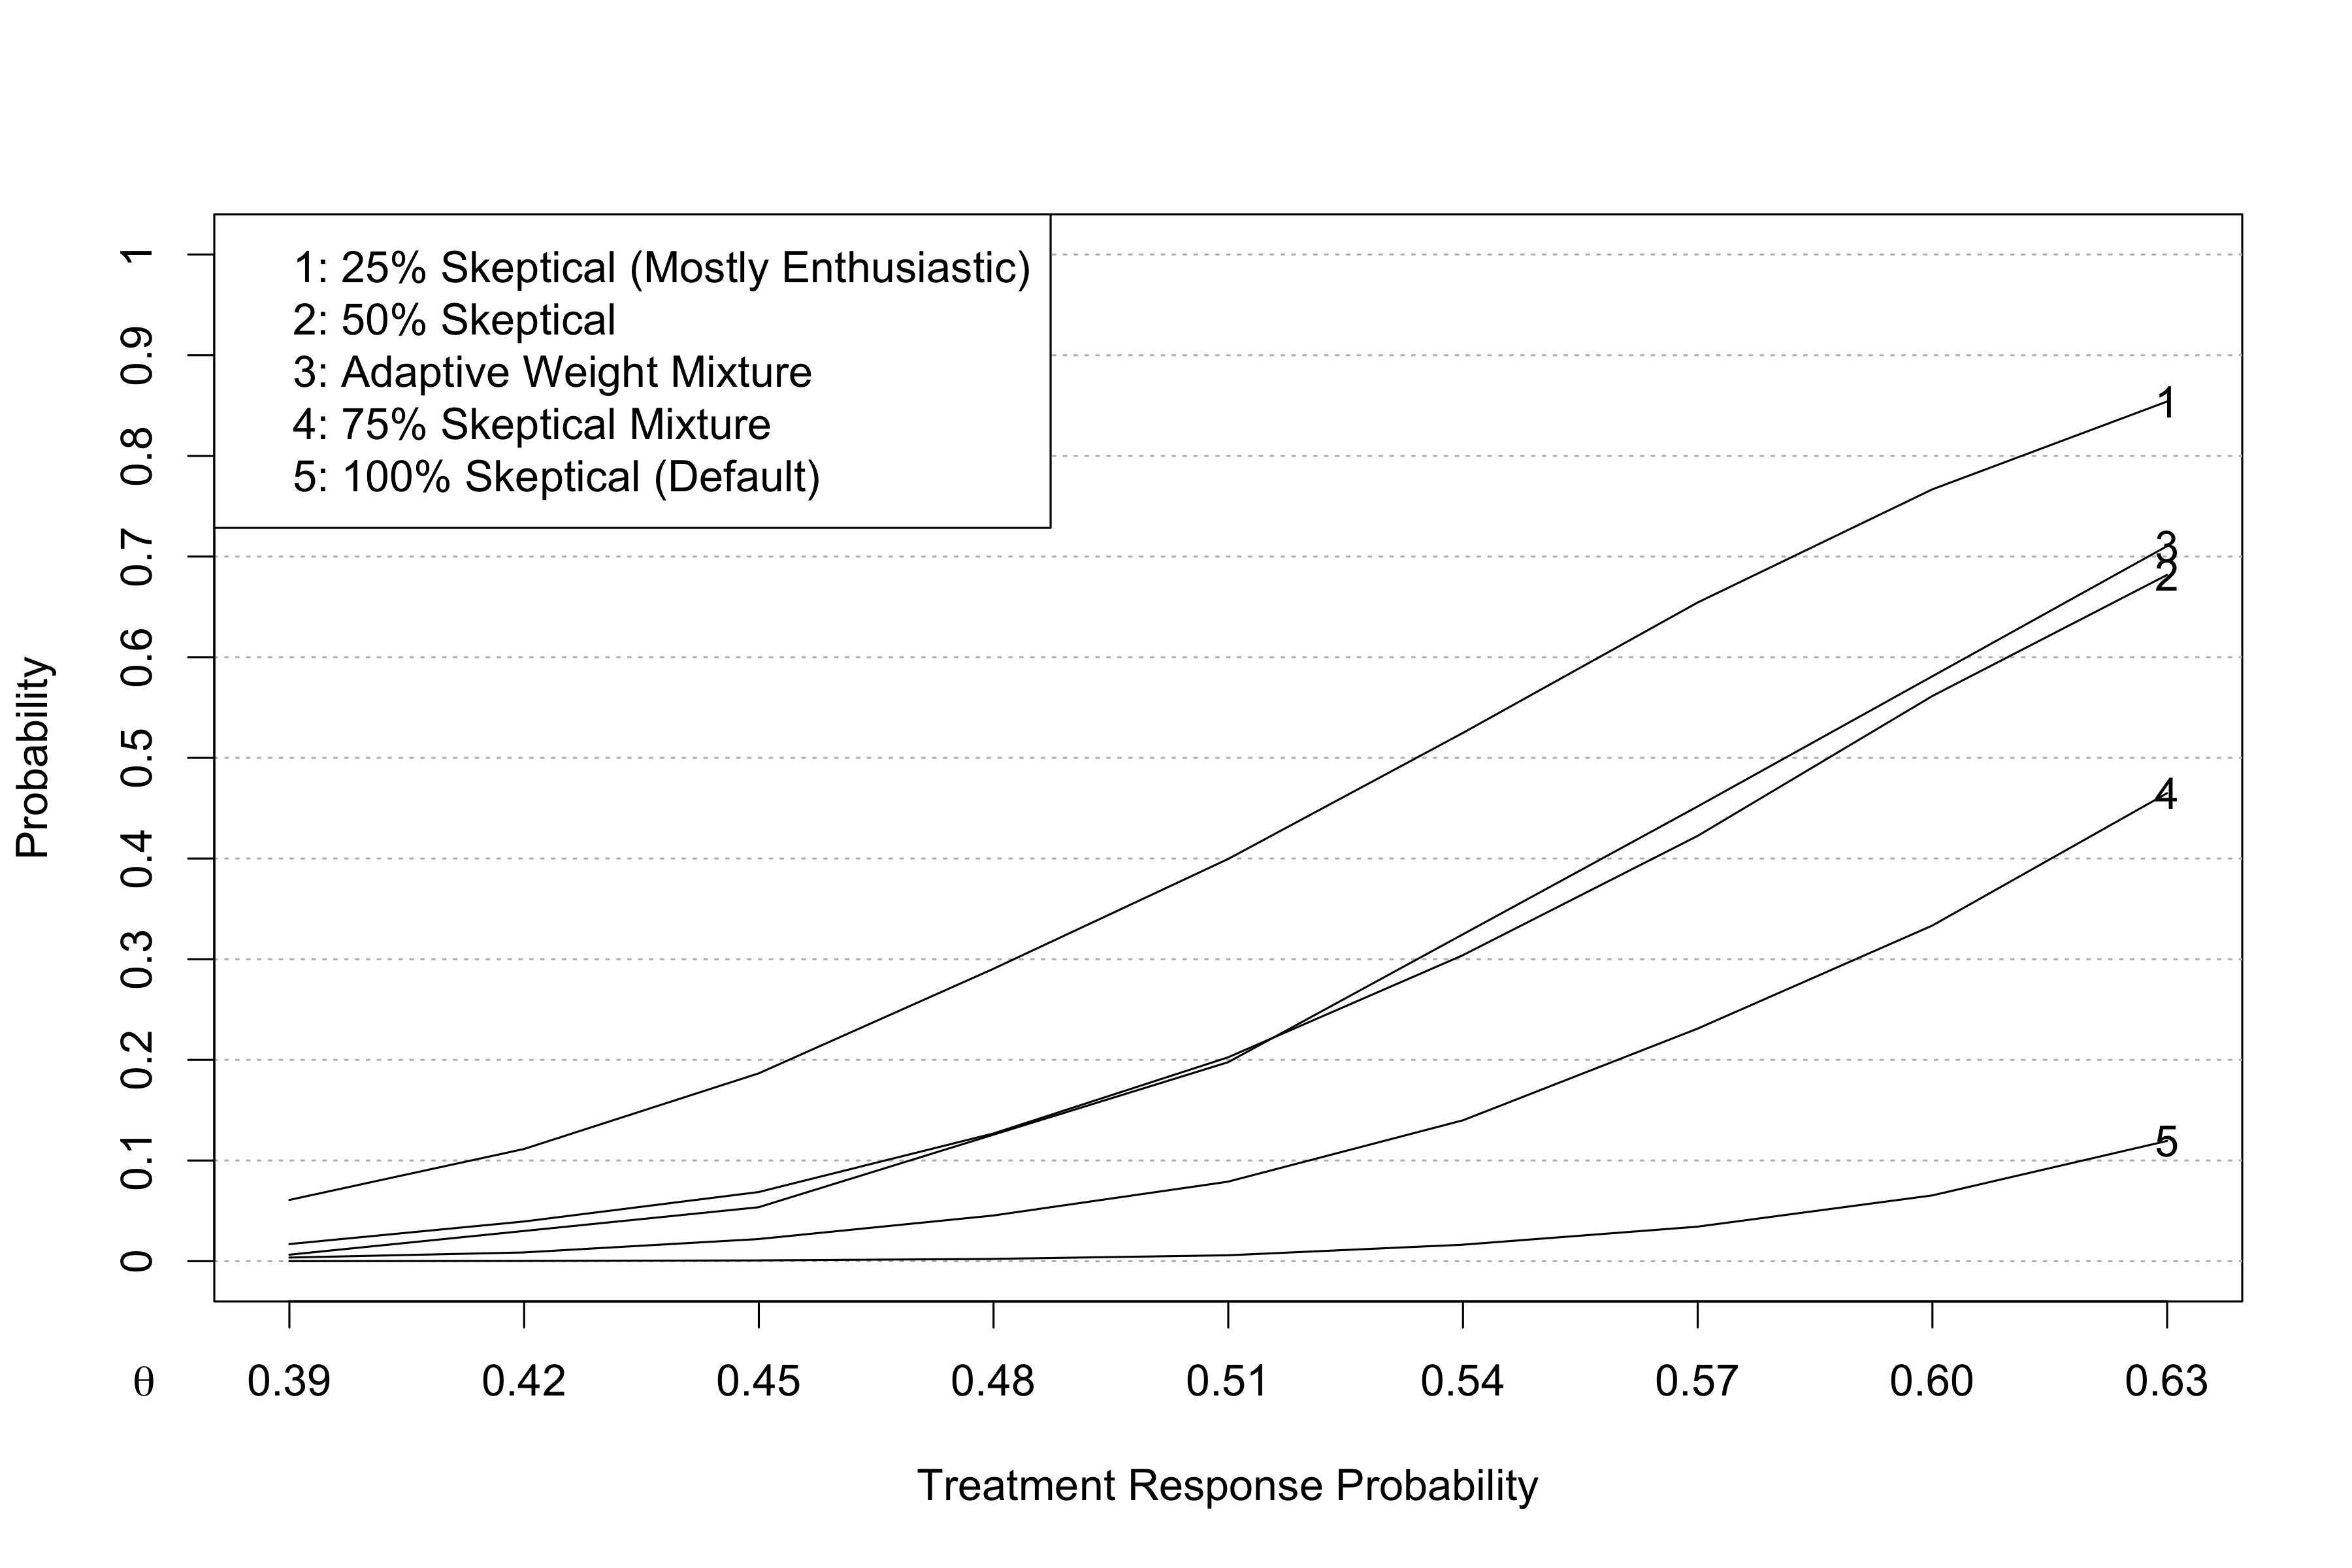 1: 25% Skeptical (Mostly Enthusiastic)
2: 50% Skeptical
3: Adaptive Weight Mixture
4: 75% Skeptical Mixture
5: 100% Skeptical (Default)
Probability
1
0.9
0.8
0.7
0.6
0.5
0.4
0.3
0.2
0.1
0
1
3
2
4
5
θ 0.39 0.42 0.45 0.48 0.51 0.54 0.57 0.60 0.63
Treatment Response Probability